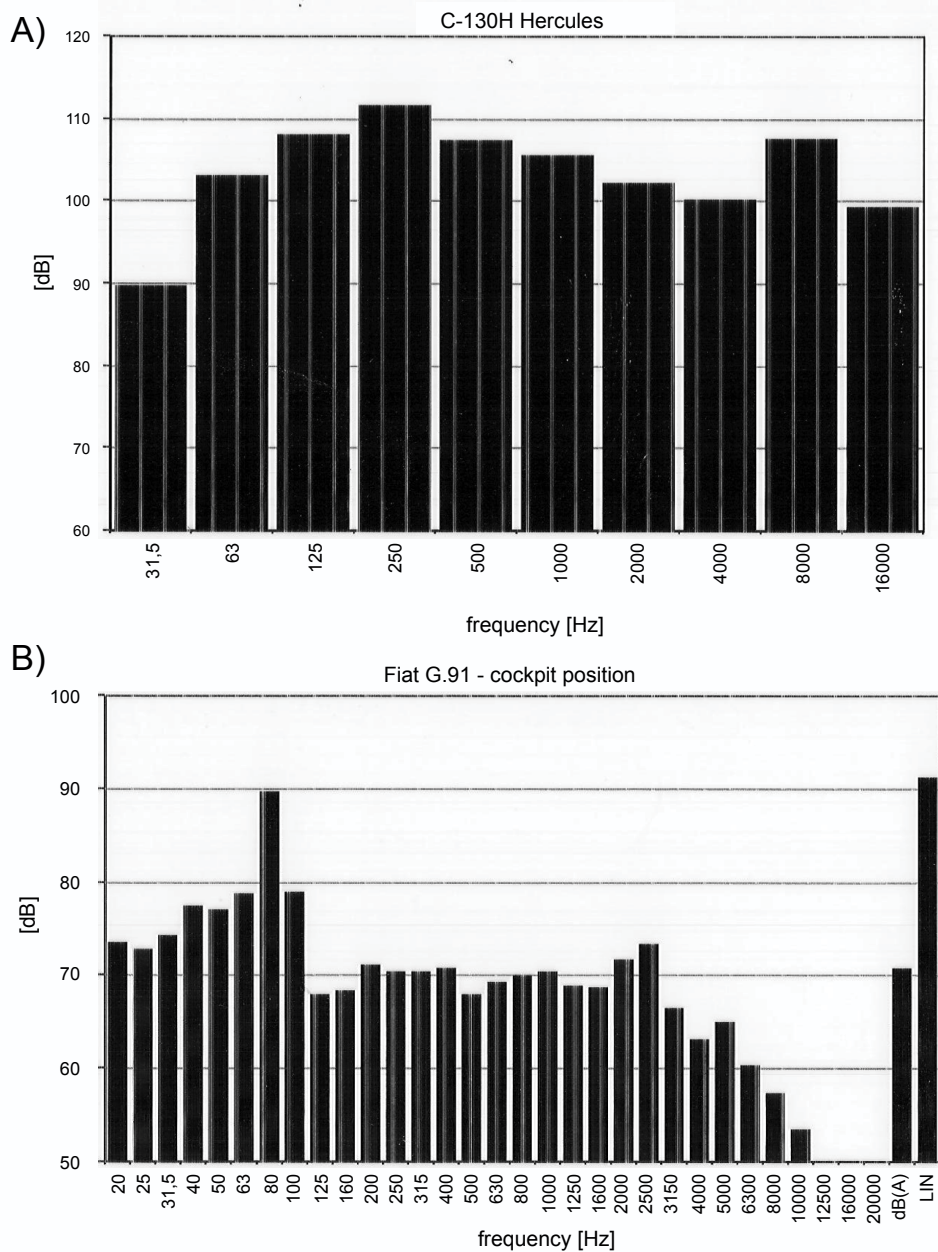 A)
C-130H Hercules
120
110
100
90
80
70
60
[dB]
31,5 63 125 250 500 1000 2000 4000 8000 16000
frequency [Hz]
B)
Fiat G.91 - cockpit position
100
90
80
70
60
50
[dB]
20 25 31,5 40 50 63 80 100 125 160 200 250 315 400 500 630 800 1000 1250 1600 2000 2500 3150 4000 5000 6300 8000 10000 12500 16000 20000 dB(A) LIN
frequency [Hz]